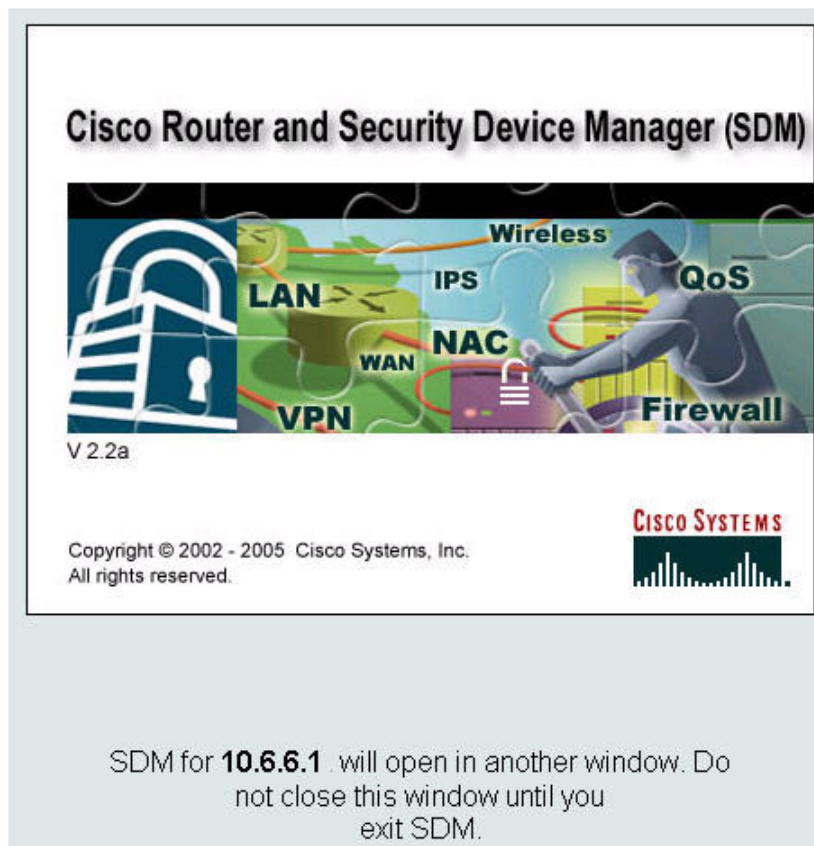 Cisco Router and Security Device Manager (SDM)
Wireless
LAN
IPS
QoS
NAC
WAN
VPN
Firewall
V 2.2a
Copyright © 2002 - 2005 Cisco Systems, Inc.
All rights reserved.
CISCO SYSTEMS
SDM for 10.6.6.1 . will open in another window. Do
not close this window until you
exit SDM.